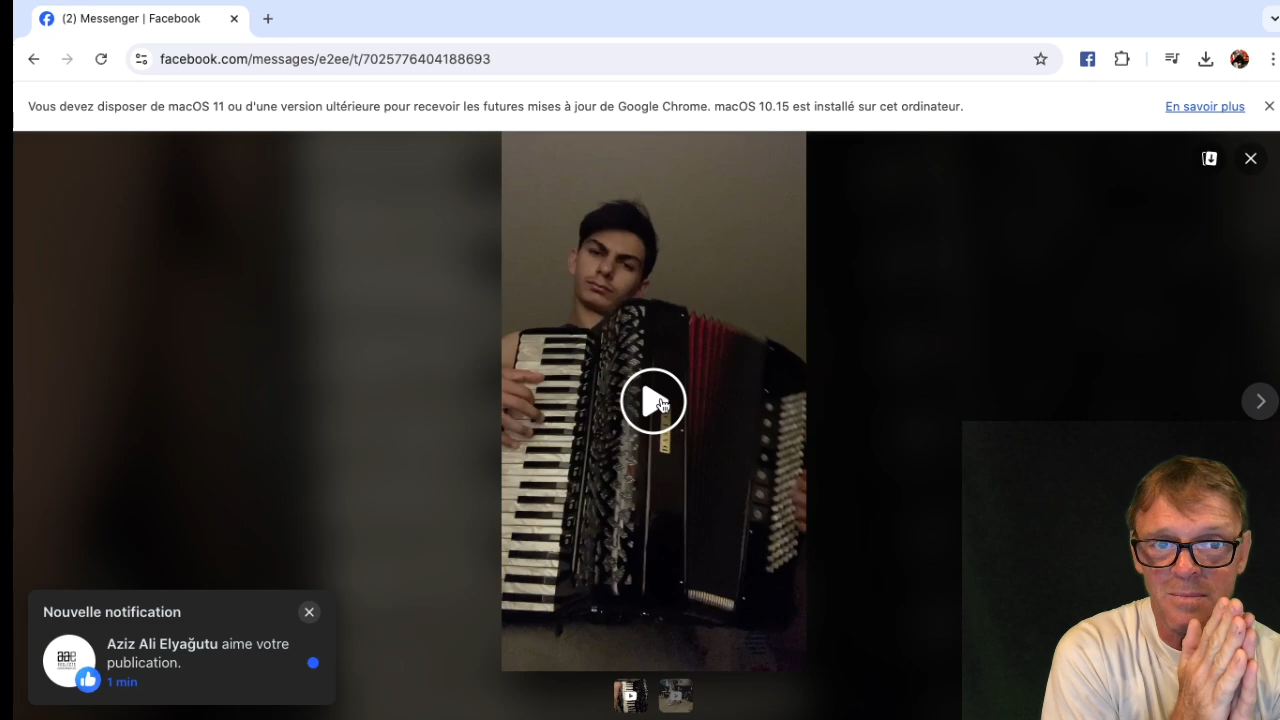 (2) Messenger | Facebook
facebook.com/messages/e2ee/t/7025776404188693
Vous devez disposer de macOS 11 ou d'une version ultérieure pour recevoir les futures mises à jour de Google Chrome. macOS 10.15 est installé sur cet ordinateur.
En savoir plus
Nouvelle notification
Aziz Ali Elyağutu aime votre
publication.
1 min
aae